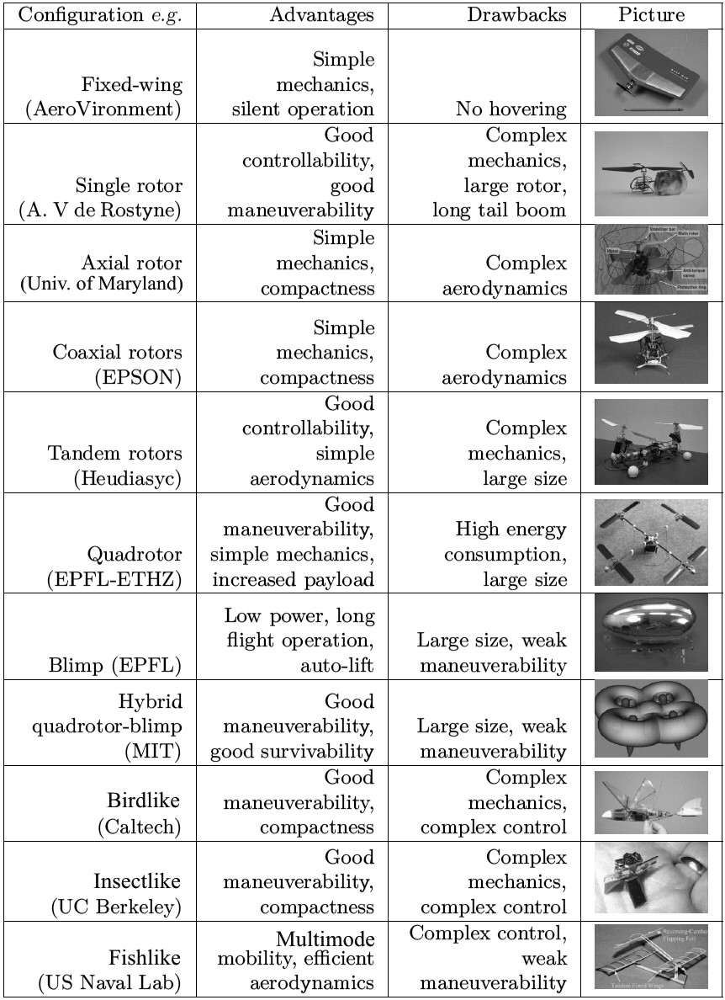 Configuration e.g. Advantages Drawbacks Picture
Fixed-wing
(AeroVironment)
Simple
mechanics,
silent operation
No hovering
Single rotor
(A. V de Rostyne)
Good
controllability,
good
maneuverability
Complex
mechanics,
large rotor,
long tail boom
Axial rotor
(Univ. of Maryland)
Simple
mechanics,
compactness
Complex
aerodynamics
Stabilizer bar
Main rotor
Anti-torque
vanes
Protective ring
Coaxial rotors
(EPSON)
Simple
mechanics,
compactness
Complex
aerodynamics
Tandem rotors
(Heudiasyc)
Good
controllability,
simple
aerodynamics
Complex
mechanics,
large size
Quadrotor
(EPFL-ETHZ)
Good
maneuverability,
simple mechanics,
increased payload
High energy
consumption,
large size
Blimp (EPFL)
Low power, long
flight operation,
auto-lift
Large size, weak
maneuverability
Hybrid
quadrotor-blimp
(MIT)
Good
maneuverability,
good survivability
Large size, weak
maneuverability
Birdlike
(Caltech)
Good
maneuverability,
compactness
Complex
mechanics,
complex control
Insectlike
(UC Berkeley)
Good
maneuverability,
compactness
Complex
mechanics,
complex control
Fishlike
(US Naval Lab)
Multimode
mobility, efficient
aerodynamics
Complex control,
weak
maneuverability
Reversing-Camber
Flapping Foil
Tandem Fixed Wings